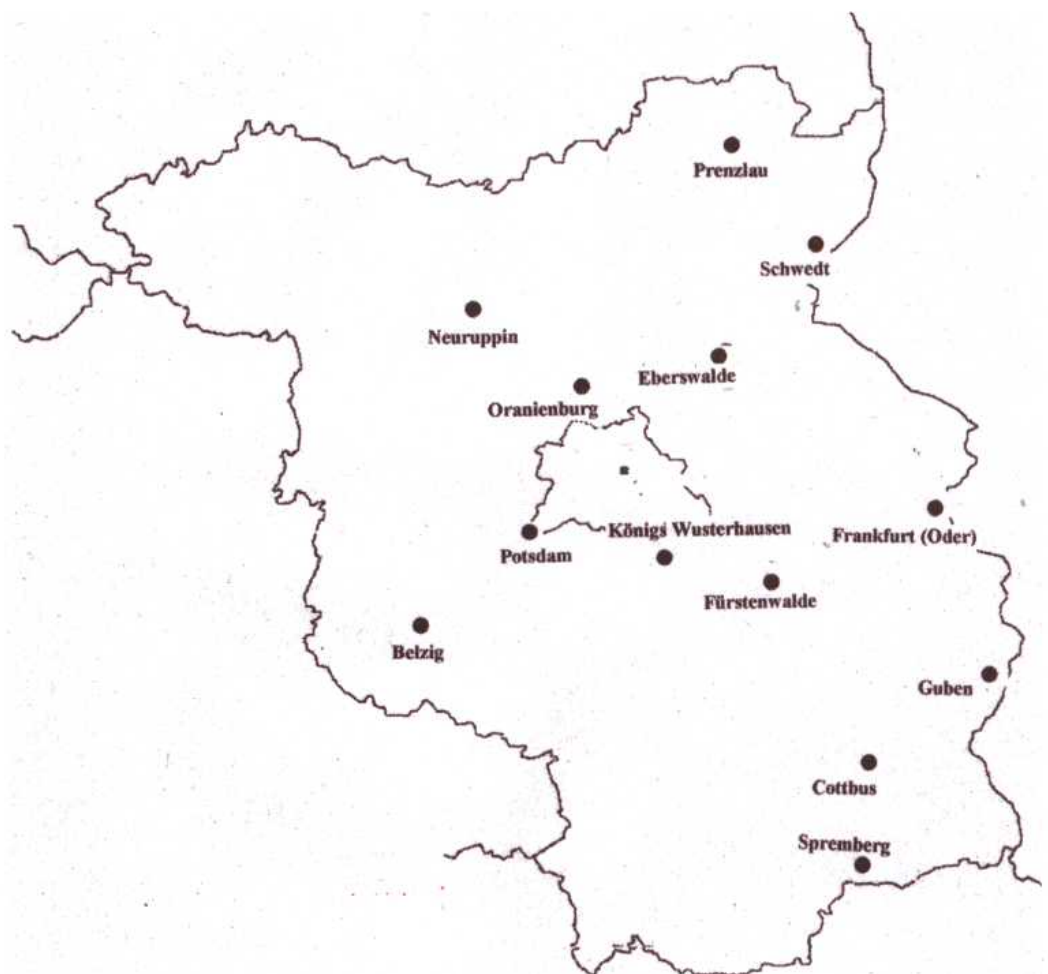 Prenzlau
Schwedt
Neuruppin
Eberswalde
Oranienburg
Königs Wusterhausen
Frankfurt (Oder)
Potsdam
Fürstenwalde
Belzig
Guben
Cottbus
Spremberg